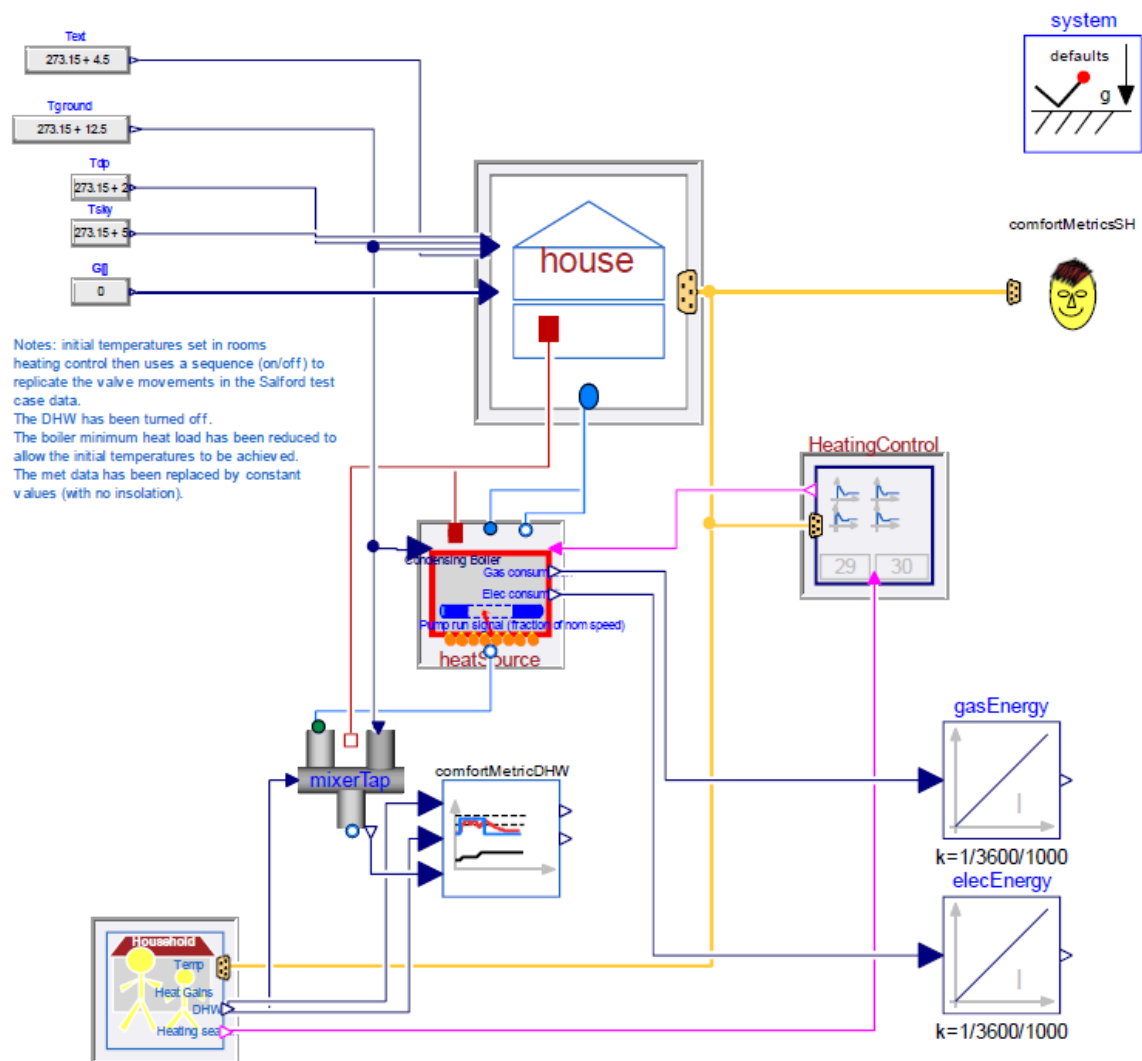 system
defaults
g
Text
273.15 + 4.5
Tground
273.15 + 12.5
Tdp
273.15 + 2
Tsky
273.15 + 5
G[]
0
house
comfortMetricsSH
Notes: initial temperatures set in rooms
heating control then uses a sequence (on/off) to
replicate the valve movements in the Salford test
case data.
The DHW has been turned off.
The boiler minimum heat load has been reduced to
allow the initial temperatures to be achieved.
The met data has been replaced by constant
values (with no insolation).
HeatingControl
29
30
Condensing Boiler
Gas consum
Elec consum
Pump run signal (fraction of nom speed)
heatSource
mixerTap
comfortMetricDHW
gasEnergy
I
k=1/3600/1000
elecEnergy
I
k=1/3600/1000
Household
Temp
Heat Gains
DHW
Heating sea